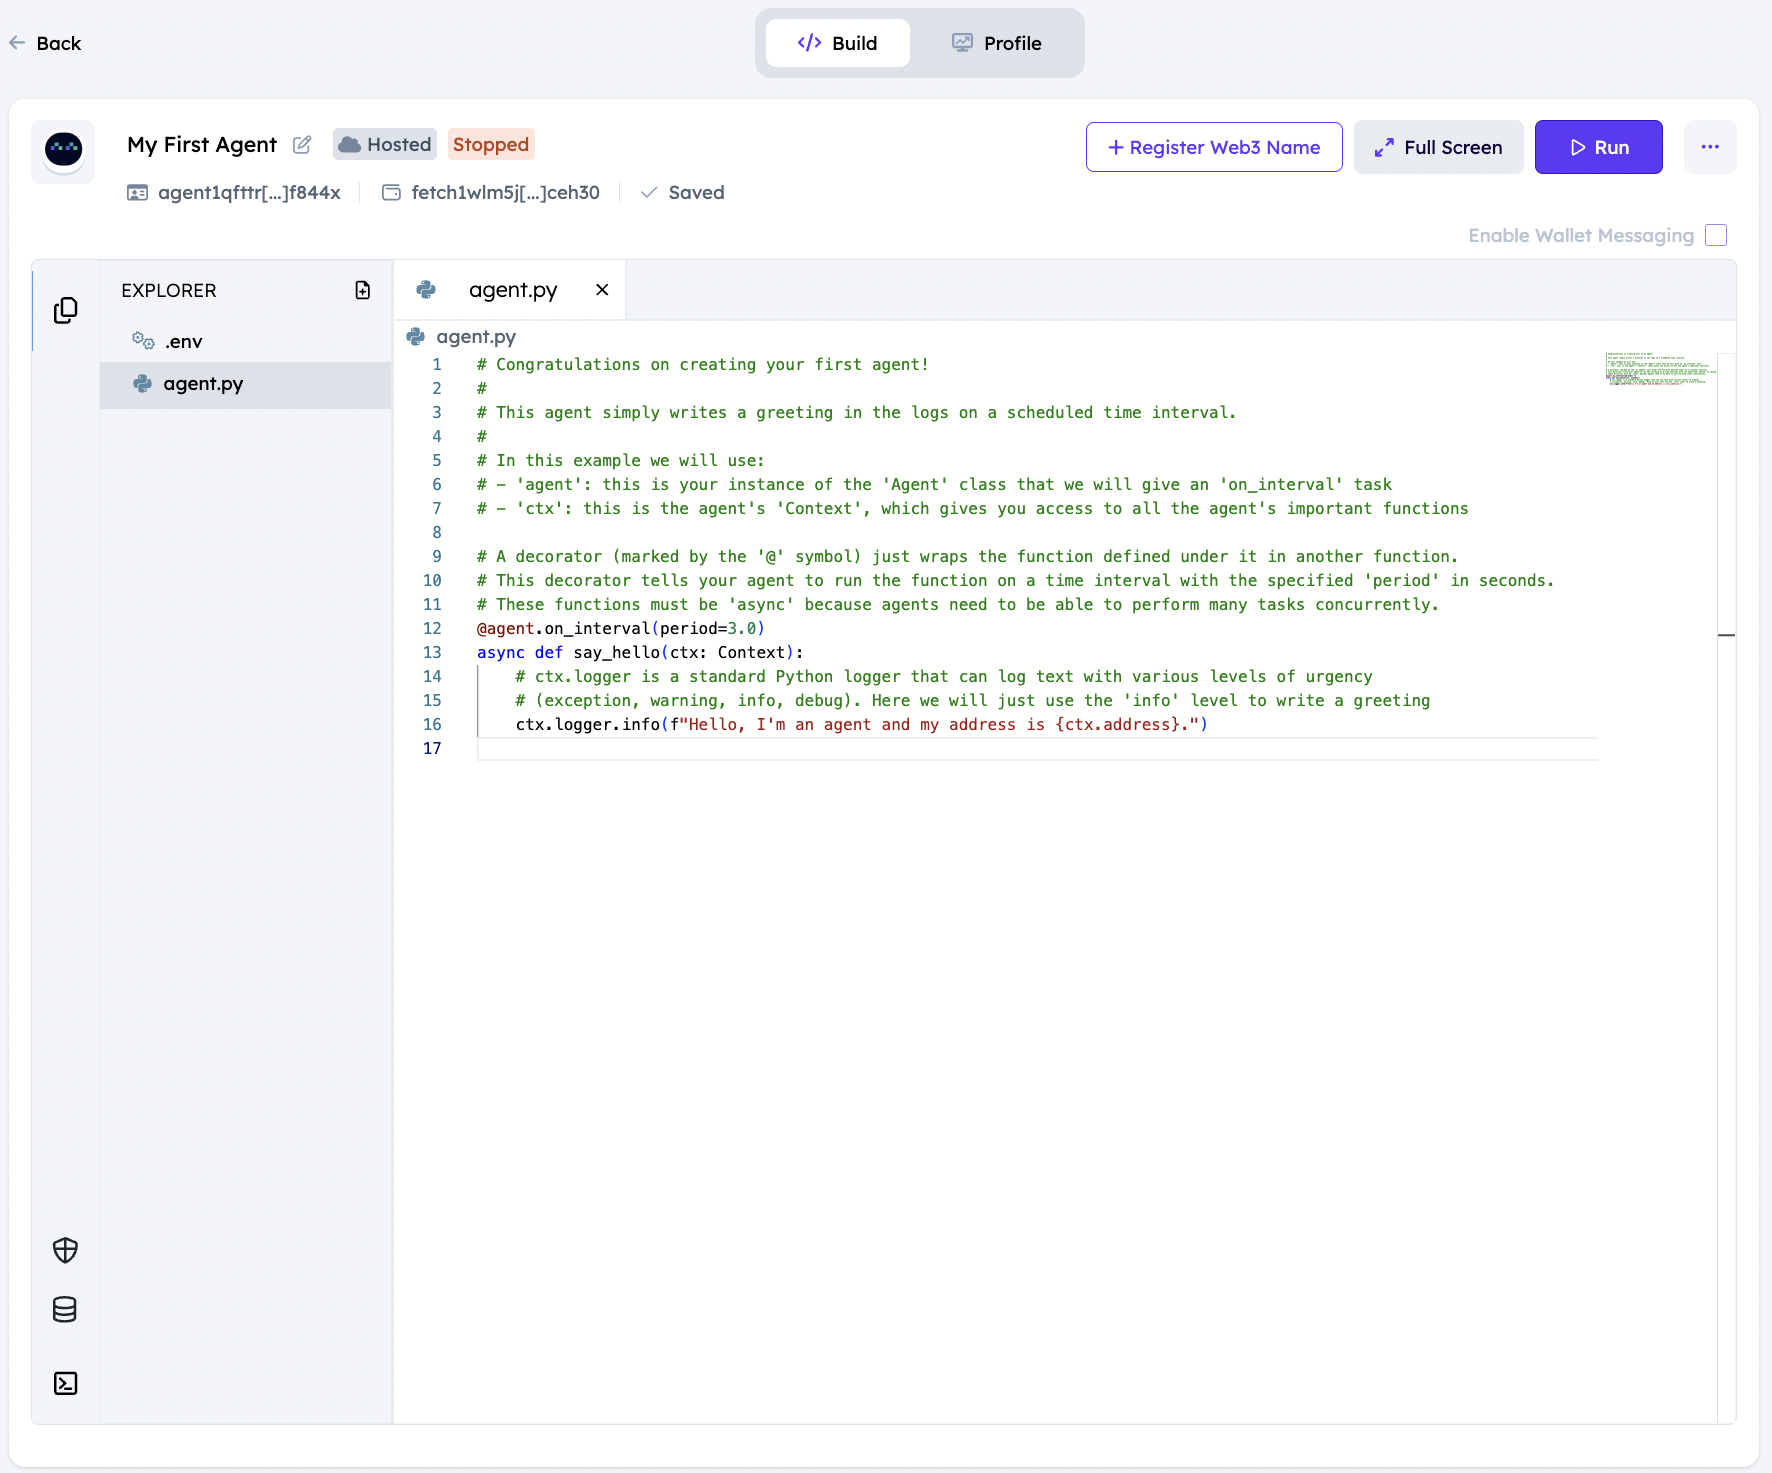 Back
Build
Profile
My First Agent
Hosted
Stopped
+ Register Web3 Name
Full Screen
Run
agent1qfttr[...]f844x
fetch1wlm5j[...]ceh30
Saved
Enable Wallet Messaging
EXPLORER
.env
agent.py
agent.py
agent.py
1 # Congratulations on creating your first agent!
2 #
3 # This agent simply writes a greeting in the logs on a scheduled time interval.
4 #
5 # In this example we will use:
6 # - 'agent': this is your instance of the 'Agent' class that we will give an 'on_interval' task
7 # - 'ctx': this is the agent's 'Context', which gives you access to all the agent's important functions
8
9 # A decorator (marked by the '@' symbol) just wraps the function defined under it in another function.
10 # This decorator tells your agent to run the function on a time interval with the specified 'period' in seconds.
11 # These functions must be 'async' because agents need to be able to perform many tasks concurrently.
12 @agent.on_interval(period=3.0)
13 async def say_hello(ctx: Context):
14     # ctx.logger is a standard Python logger that can log text with various levels of urgency
15     # (exception, warning, info, debug). Here we will just use the 'info' level to write a greeting
16     ctx.logger.info(f"Hello, I'm an agent and my address is {ctx.address}.")
17